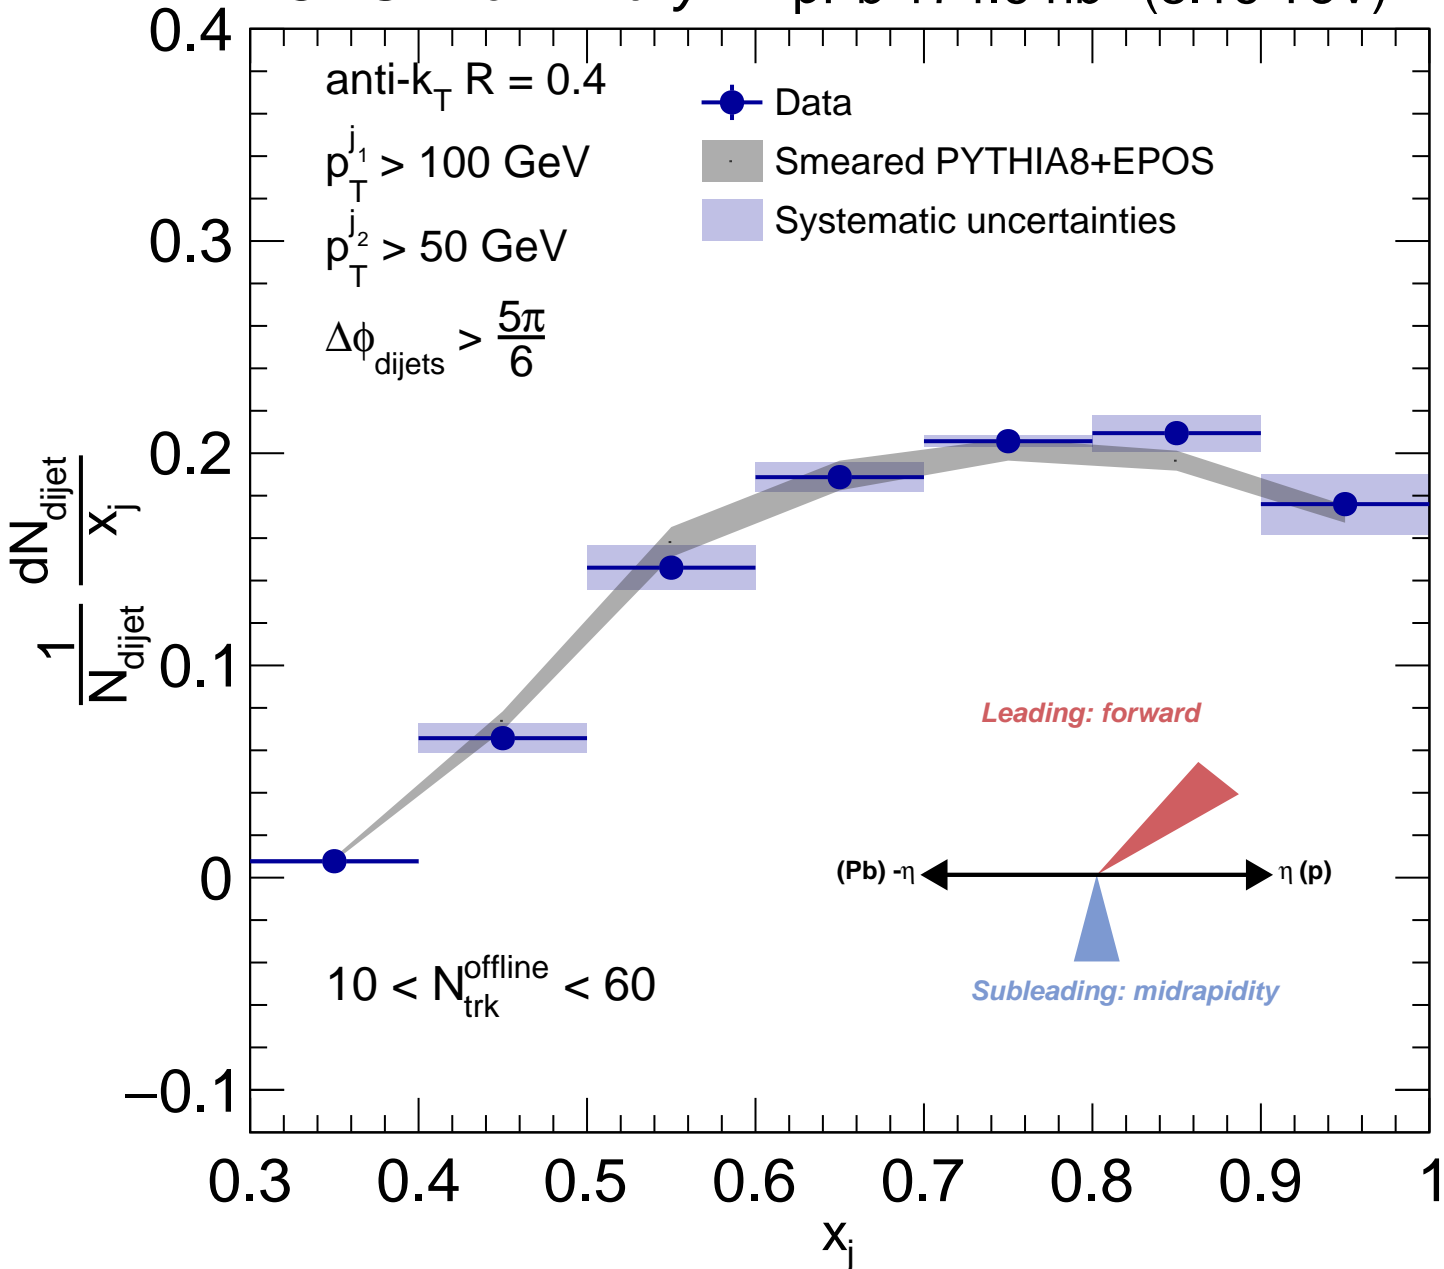 anti-k_T R = 0.4
p_T^{j_1} > 100 GeV
p_T^{j_2} > 50 GeV
Δϕ_dijets > 5π/6
Data
Smeared PYTHIA8+EPOS
Systematic uncertainties
0.4
0.3
0.2
0.1
0
−0.1
1/N_dijet dN_dijet/x_j
Leading: forward
(Pb) -η
η (p)
Subleading: midrapidity
10 < N_trk^offline < 60
0.3 0.4 0.5 0.6 0.7 0.8 0.9 1
x_j